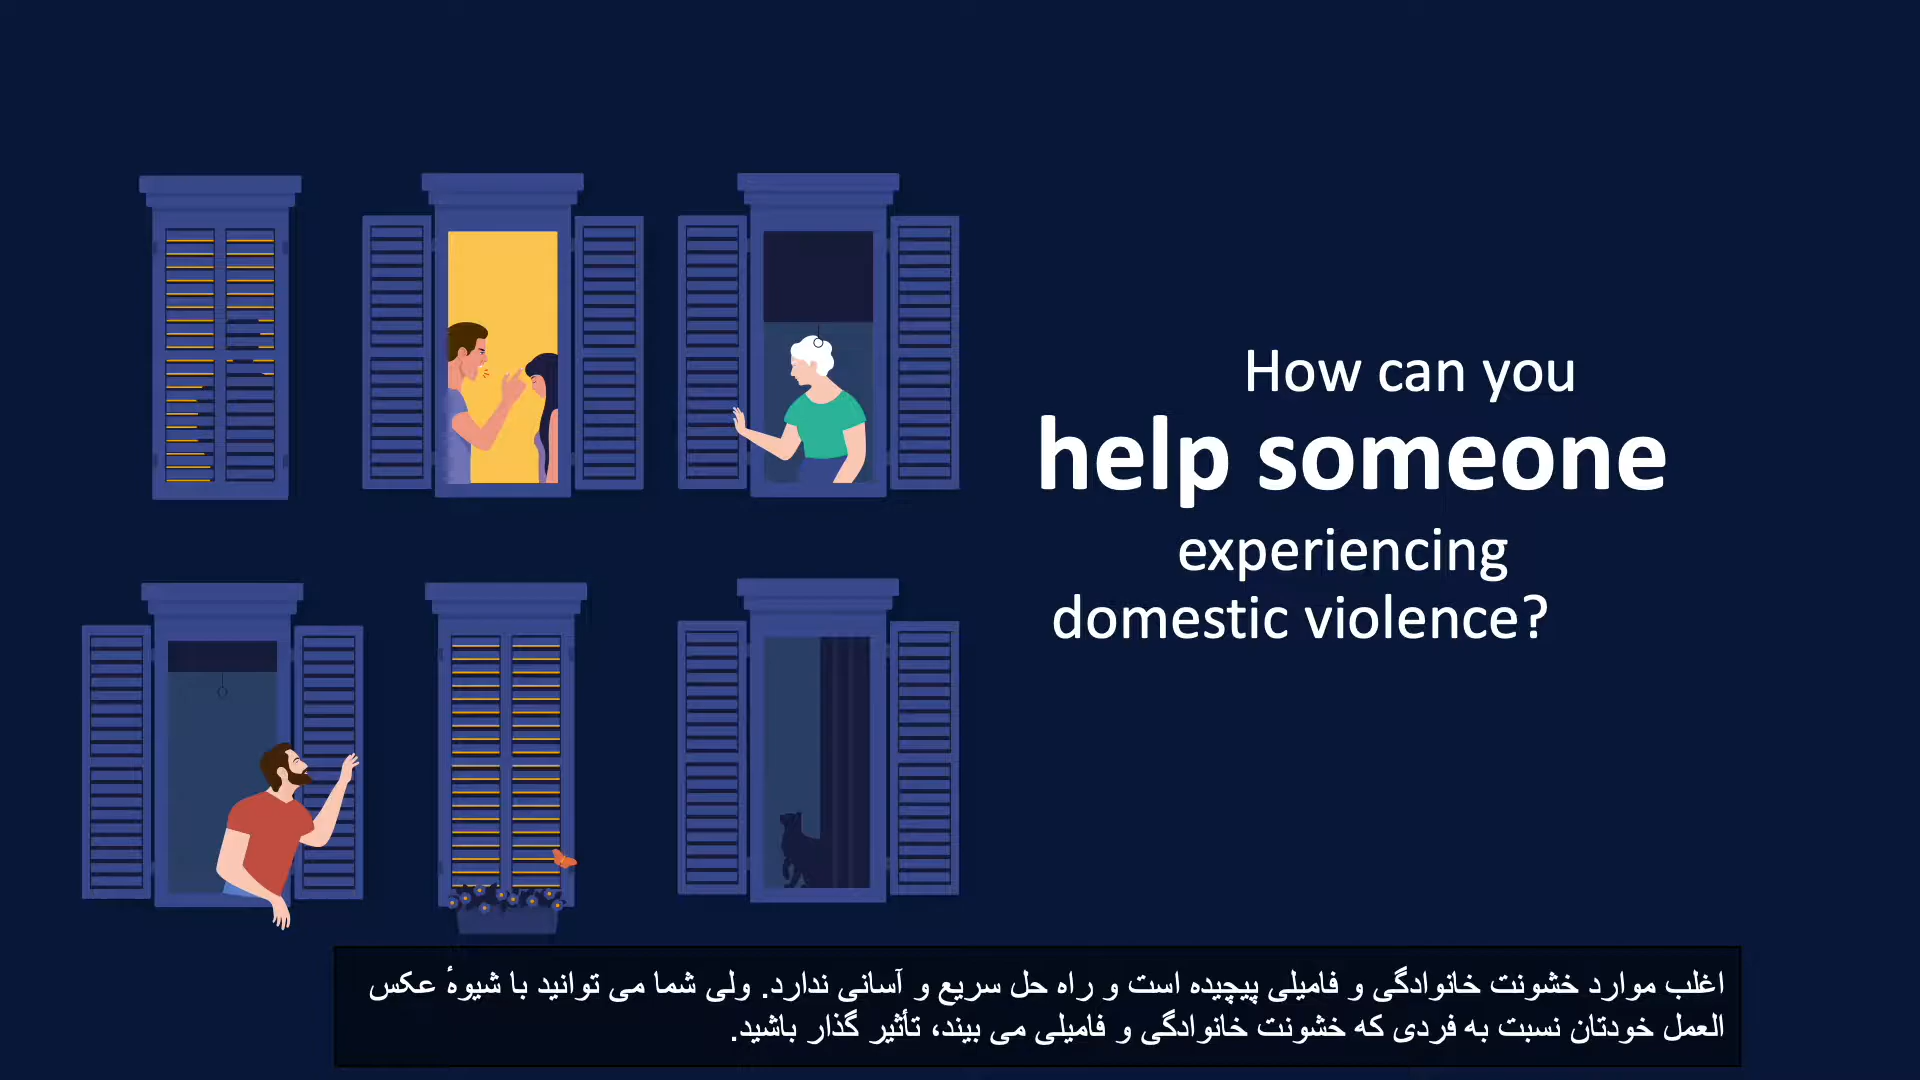 How can you
help someone
experiencing
domestic violence?
اغلب موارد خشونت خانوادگی و فامیلی پیچیده است و راه حل سریع و آسانی ندارد. ولی شما می توانید با شیوهٔ عکس
العمل خودتان نسبت به فردی که خشونت خانوادگی و فامیلی می بیند، تأثیر گذار باشید.